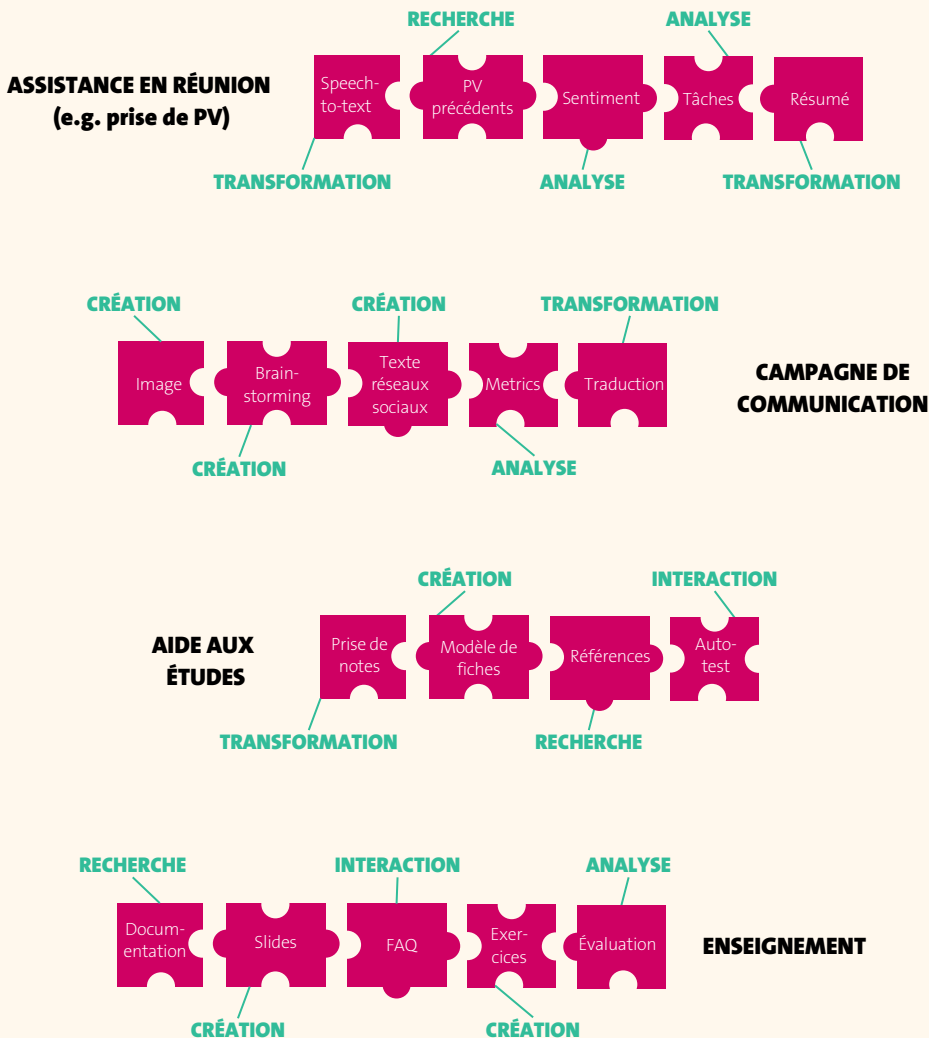 RECHERCHE
ANALYSE
ASSISTANCE EN RÉUNION
(e.g. prise de PV)
Speech-
to-text
PV
précédents
Sentiment
Tâches
Résumé
TRANSFORMATION
ANALYSE
TRANSFORMATION
CRÉATION
CRÉATION
TRANSFORMATION
Image
Brain-
storming
Texte
réseaux
sociaux
Metrics
Traduction
CAMPAGNE DE
COMMUNICATION
CRÉATION
ANALYSE
CRÉATION
INTERACTION
AIDE AUX
ÉTUDES
Prise de
notes
Modèle de
fiches
Références
Auto-
test
TRANSFORMATION
RECHERCHE
RECHERCHE
INTERACTION
ANALYSE
Docum-
entation
Slides
FAQ
Exer-
cices
Évaluation
ENSEIGNEMENT
CRÉATION
CRÉATION